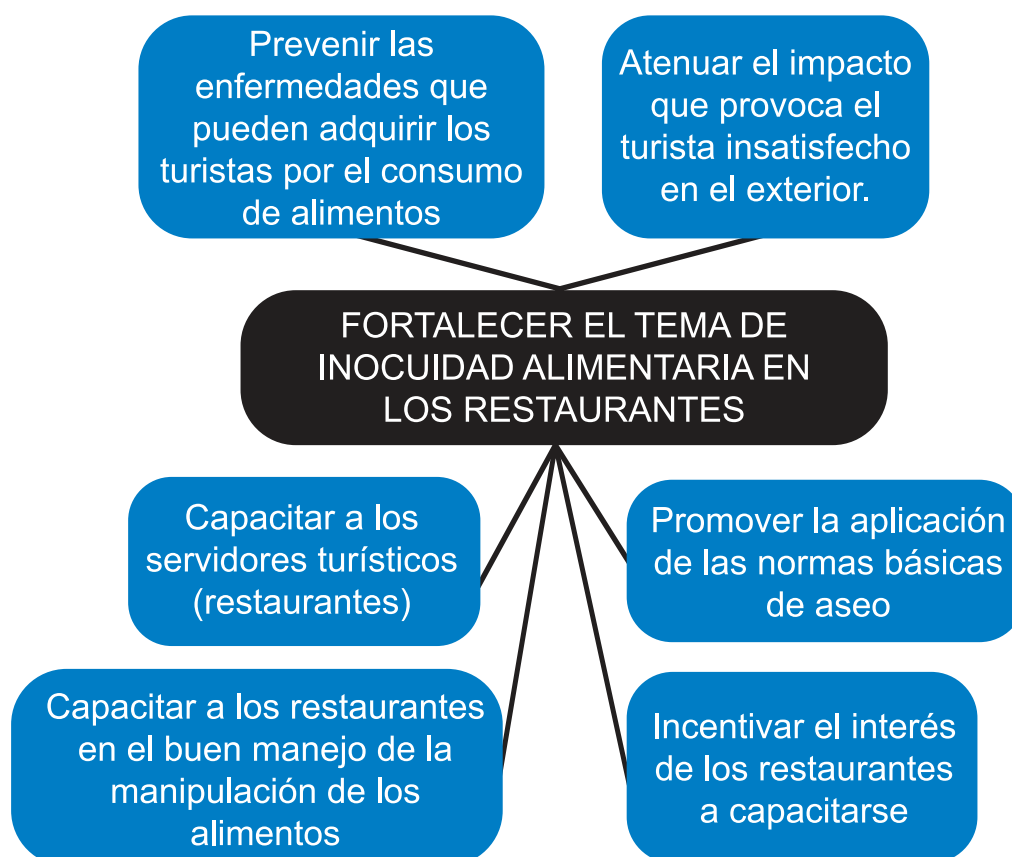 Prevenir las
enfermedades que
pueden adquirir los
turistas por el consumo
de alimentos
Atenuar el impacto
que provoca el
turista insatisfecho
en el exterior.
FORTALECER EL TEMA DE
INOCUIDAD ALIMENTARIA EN
LOS RESTAURANTES
Capacitar a los
servidores turísticos
(restaurantes)
Promover la aplicación
de las normas básicas
de aseo
Capacitar a los restaurantes
en el buen manejo de la
manipulación de los
alimentos
Incentivar el interés
de los restaurantes
a capacitarse